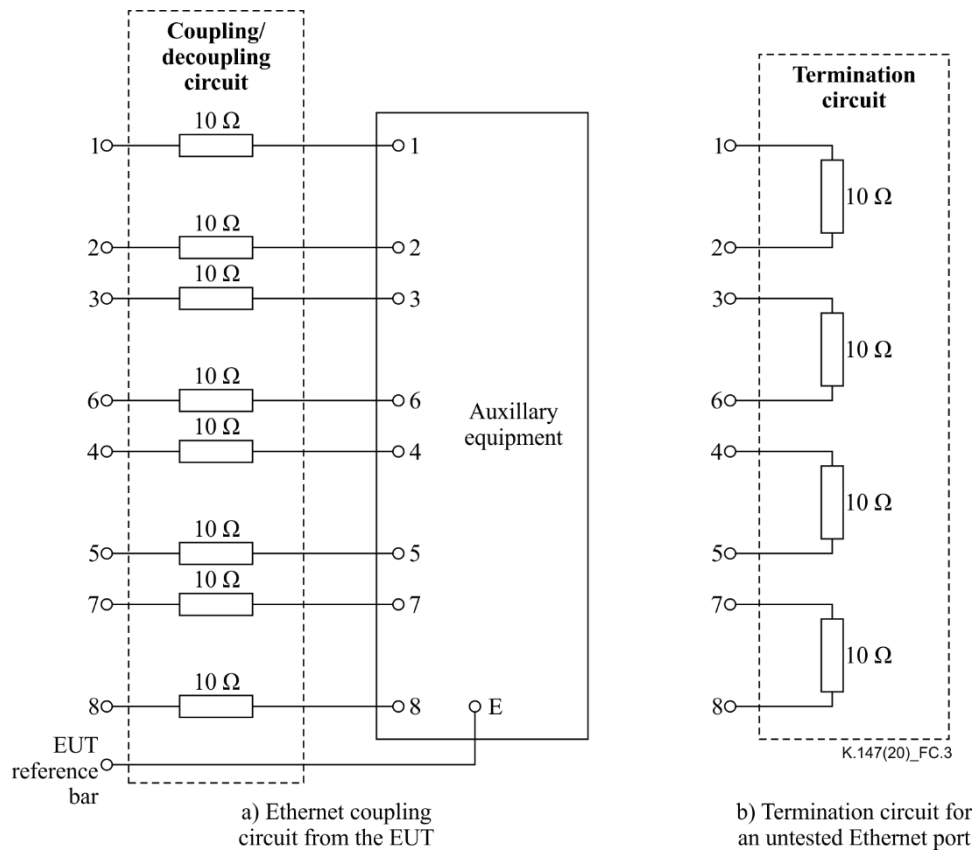 Coupling/
decoupling
circuit
10 Ω
1 1
10 Ω
2 2
10 Ω
3 3
10 Ω
6 6
10 Ω
4 4
10 Ω
5 5
10 Ω
7 7
10 Ω
8 8 E
Auxillary
equipment
EUT
reference
bar
a) Ethernet coupling
circuit from the EUT
Termination
circuit
1
10 Ω
2
3
10 Ω
6
4
10 Ω
5
7
10 Ω
8
K.147(20)_FC.3
b) Termination circuit for
an untested Ethernet port